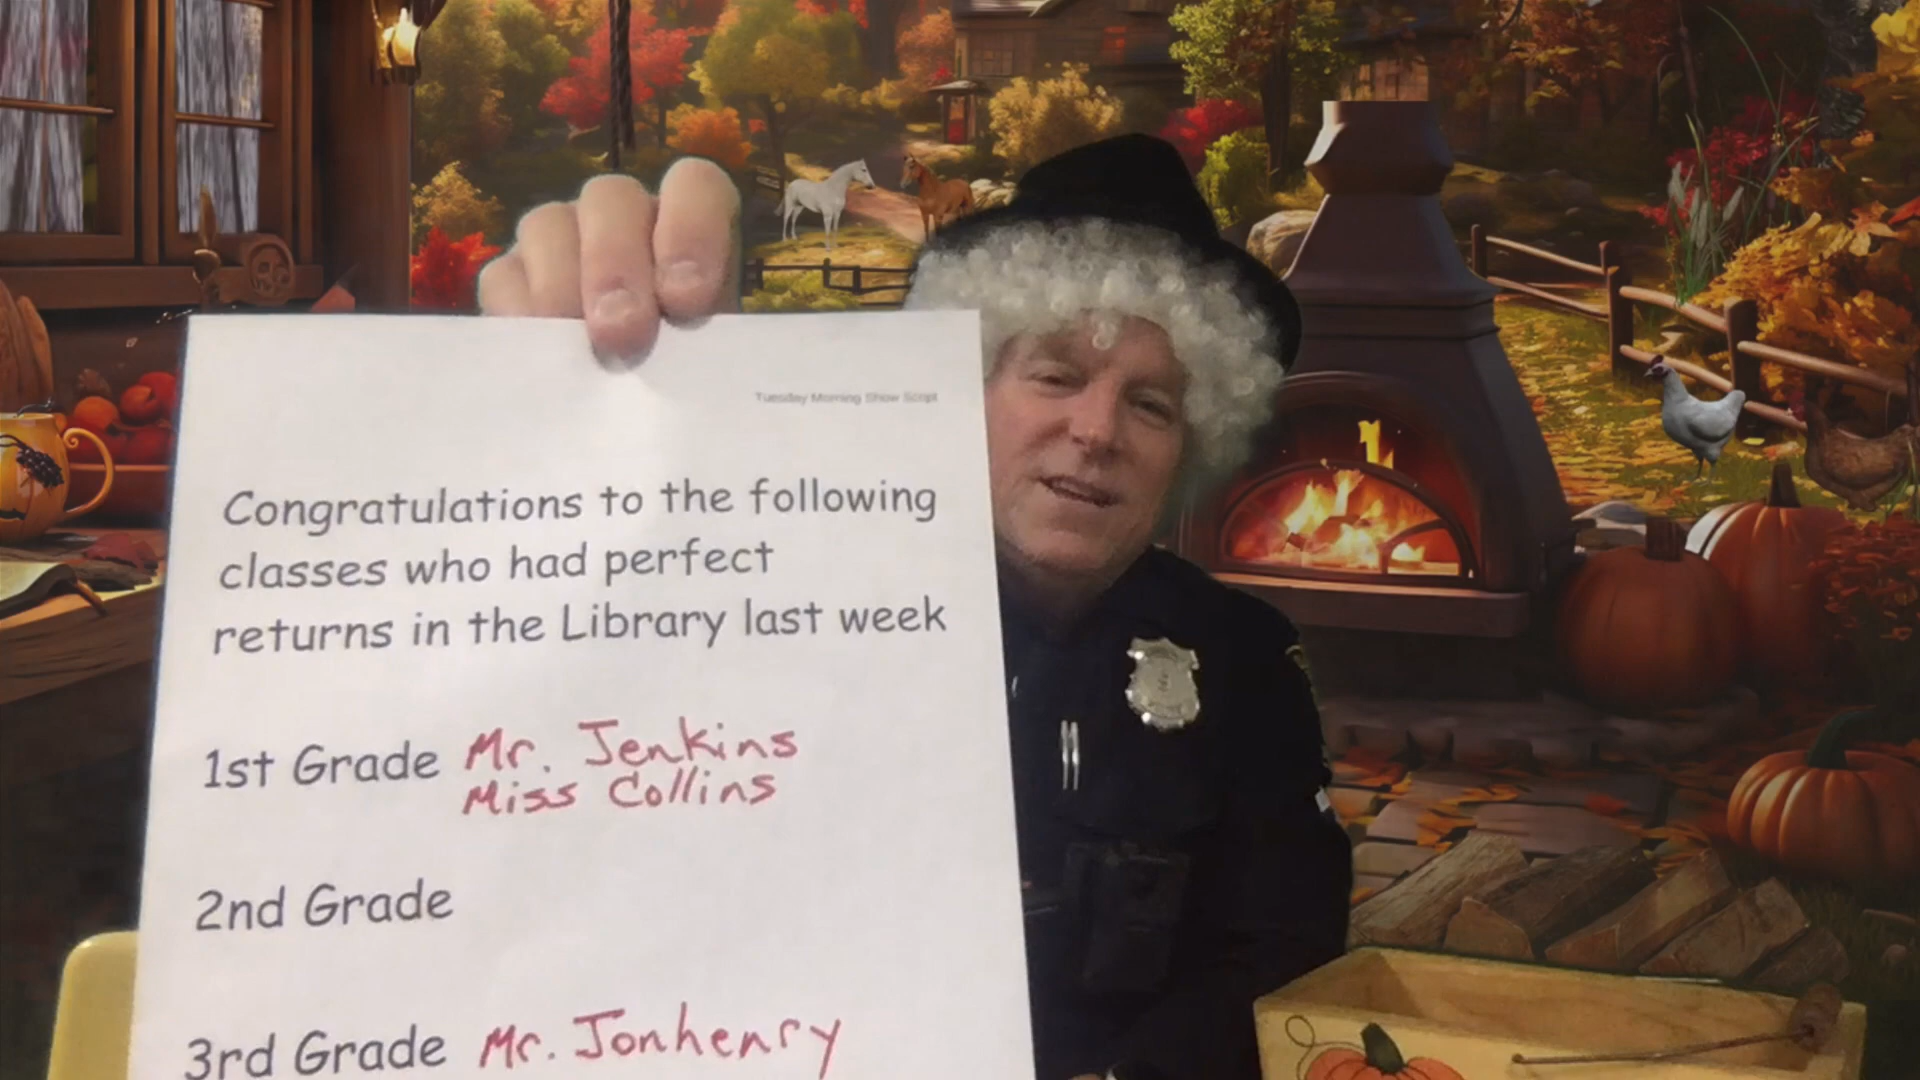 Tuesday Morning Show Script
Congratulations to the following
classes who had perfect
returns in the Library last week
1st Grade Mr. Jenkins
Miss Collins
2nd Grade
3rd Grade Mr. Jonhenry